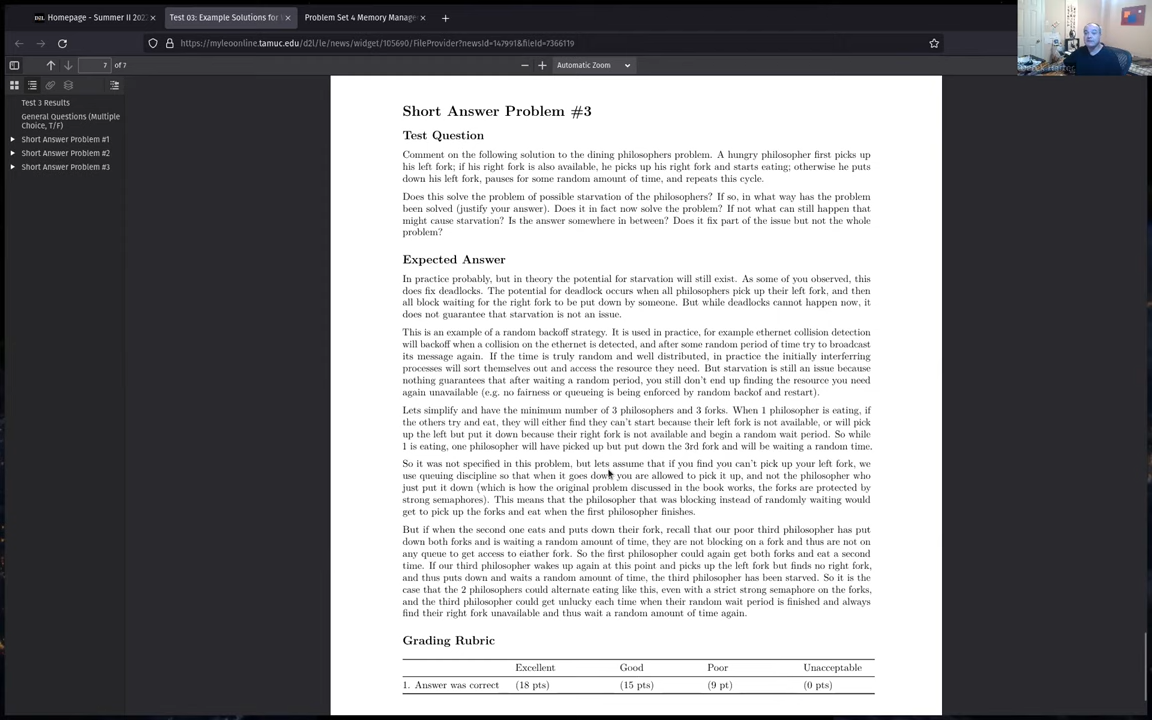 Homepage - Summer II 202
Test 03: Example Solutions for
Problem Set 4 Memory Manage
https://myleoonline.tamuc.edu/d2l/le/news/widget/105690/FileProvider?newsId=147991&fileId=7366119
7 of 7
Automatic Zoom
Test 3 Results
General Questions (Multiple
Choice, T/F)
Short Answer Problem #1
Short Answer Problem #2
Short Answer Problem #3
Short Answer Problem #3
Test Question
Comment on the following solution to the dining philosophers problem. A hungry philosopher first picks up
his left fork; if his right fork is also available, he picks up his right fork and starts eating; otherwise he puts
down his left fork, pauses for some random amount of time, and repeats this cycle.
Does this solve the problem of possible starvation of the philosophers? If so, in what way has the problem
been solved (justify your answer). Does it in fact now solve the problem? If not what can still happen that
might cause starvation? Is the answer somewhere in between? Does it fix part of the issue but not the whole
problem?
Expected Answer
In practice probably, but in theory the potential for starvation will still exist. As some of you observed, this
does fix deadlocks. The potential for deadlock occurs when all philosophers pick up their left fork, and then
all block waiting for the right fork to be put down by someone. But while deadlocks cannot happen now, it
does not guarantee that starvation is not an issue.
This is an example of a random backoff strategy. It is used in practice, for example ethernet collision detection
will backoff when a collision on the ethernet is detected, and after some random period of time try to broadcast
its message again. If the time is truly random and well distributed, in practice the initially interfering
processes will sort themselves out and access the resource they need. But starvation is still an issue because
nothing guarantees that after waiting a random period, you still don't end up finding the resource you need
again unavailable (e.g. no fairness or queueing is being enforced by random backof and restart).
Lets simplify and have the minimum number of 3 philosophers and 3 forks. When 1 philosopher is eating, if
the others try and eat, they will either find they can't start because their left fork is not available, or will pick
up the left but put it down because their right fork is not available and begin a random wait period. So while
1 is eating, one philosopher will have picked up but put down the 3rd fork and will be waiting a random time.
So it was not specified in this problem, but lets assume that if you find you can't pick up your left fork, we
use queuing discipline so that when it goes down you are allowed to pick it up, and not the philosopher who
just put it down (which is how the original problem discussed in the book works, the forks are protected by
strong semaphores). This means that the philosopher that was blocking instead of randomly waiting would
get to pick up the forks and eat when the first philosopher finishes.
But if when the second one eats and puts down their fork, recall that our poor third philosopher has put
down both forks and is waiting a random amount of time, they are not blocking on a fork and thus are not on
any queue to get access to eiather fork. So the first philosopher could again get both forks and eat a second
time. If our third philosopher wakes up again at this point and picks up the left fork but finds no right fork,
and thus puts down and waits a random amount of time, the third philosopher has been starved. So it is the
case that the 2 philosophers could alternate eating like this, even with a strict strong semaphore on the forks,
and the third philosopher could get unlucky each time when their random wait period is finished and always
find their right fork unavailable and thus wait a random amount of time again.
Grading Rubric
Excellent Good Poor Unacceptable
1. Answer was correct (18 pts) (15 pts) (9 pt) (0 pts)